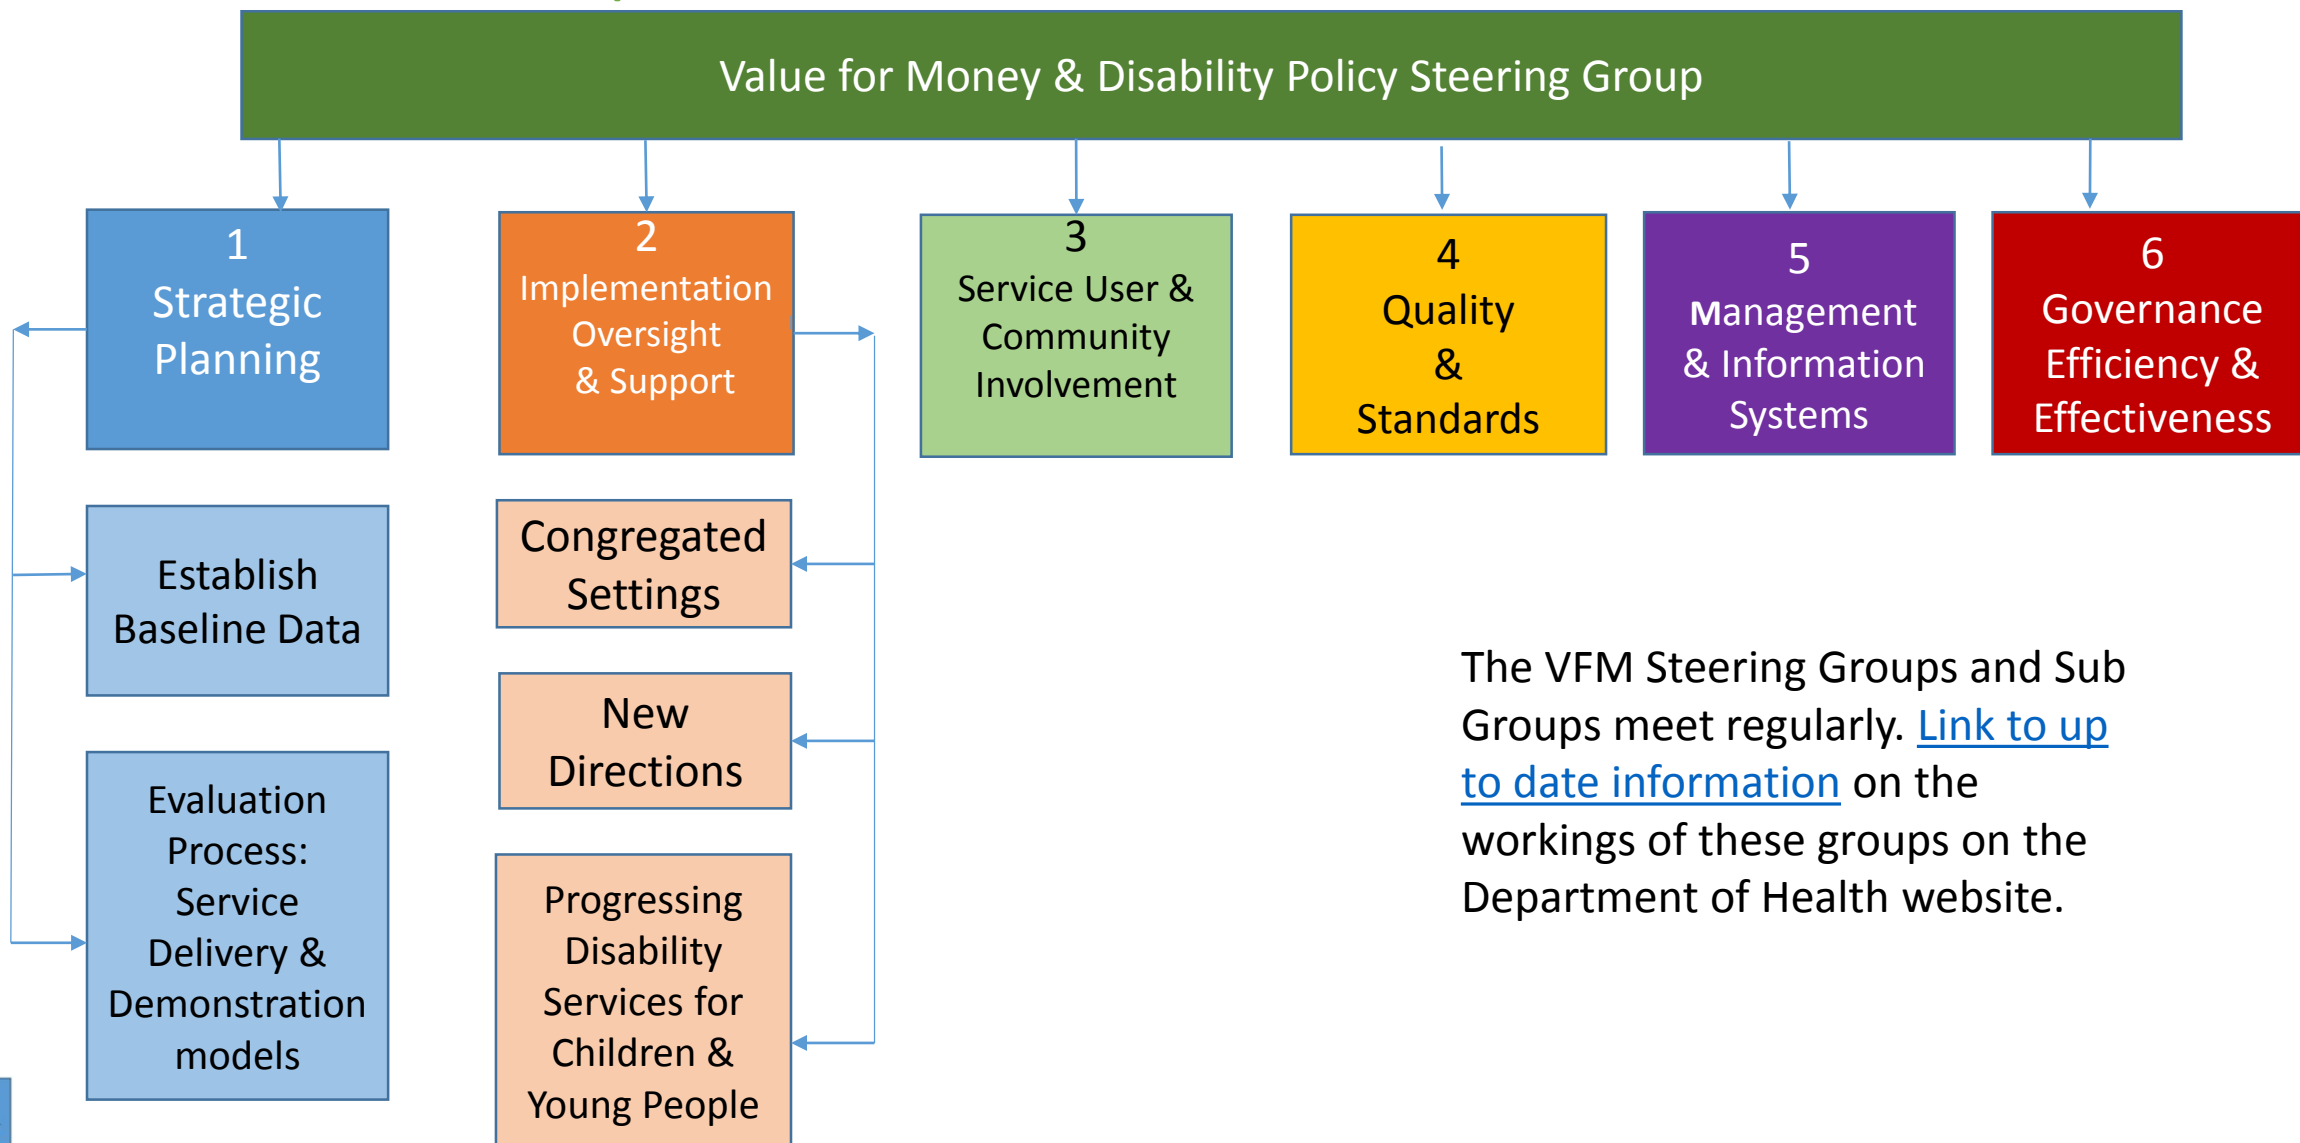 Value for Money & Disability Policy Steering Group
1
Strategic
Planning
2
Implementation
Oversight
& Support
3
Service User &
Community
Involvement
4
Quality
&
Standards
5
Management
& Information
Systems
6
Governance
Efficiency &
Effectiveness
Establish
Baseline Data
Evaluation
Process:
Service
Delivery &
Demonstration
models
Congregated
Settings
New
Directions
Progressing
Disability
Services for
Children &
Young People
The VFM Steering Groups and Sub
Groups meet regularly. Link to up
to date information on the
workings of these groups on the
Department of Health website.